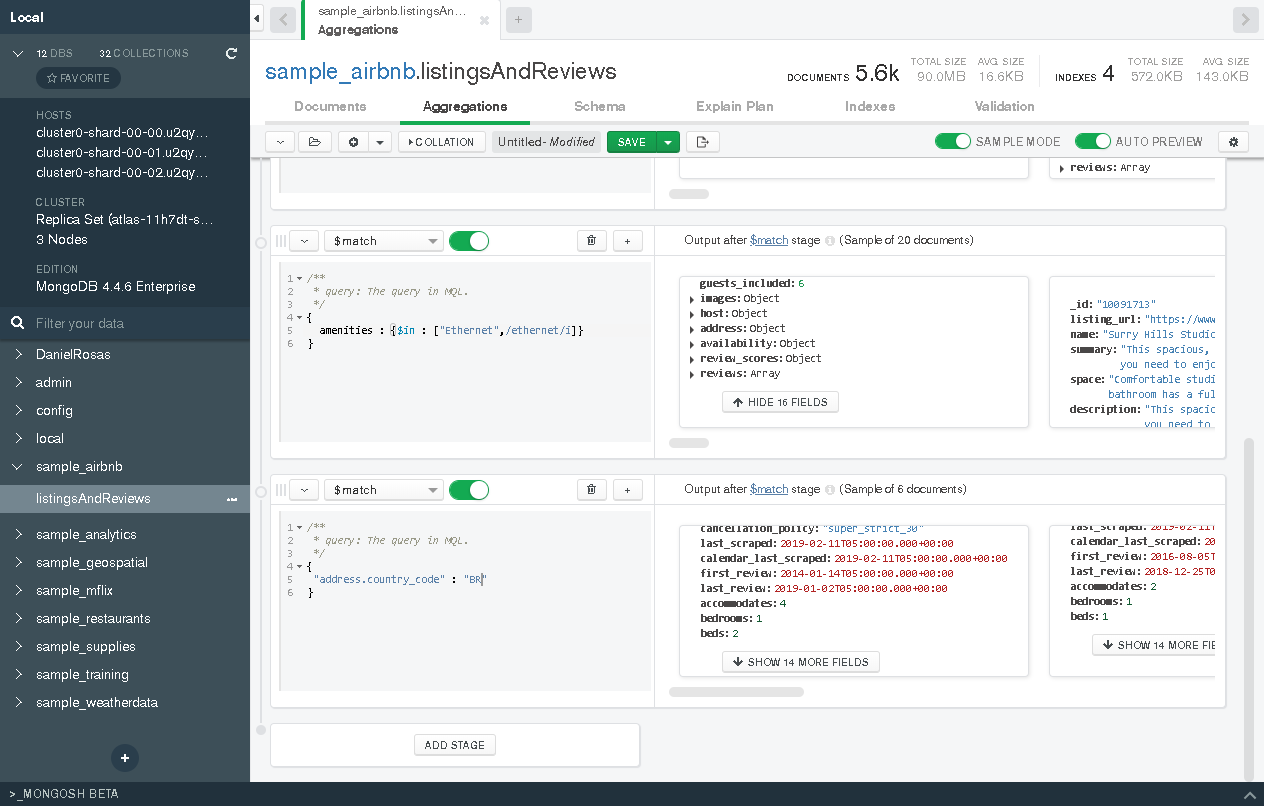 Local
12 DBS 32 COLLECTIONS
FAVORITE
HOSTS
cluster0-shard-00-00.u2qy...
cluster0-shard-00-01.u2qy...
cluster0-shard-00-02.u2qy...
CLUSTER
Replica Set (atlas-11h7dt-s...
3 Nodes
EDITION
MongoDB 4.4.6 Enterprise
Filter your data
DanielRosas
admin
config
local
sample_airbnb
listingsAndReviews
sample_analytics
sample_geospatial
sample_mflix
sample_restaurants
sample_supplies
sample_training
sample_weatherdata
>_MONGOSH BETA
sample_airbnb.listingsAn...
Aggregations
sample_airbnb.listingsAndReviews
DOCUMENTS 5.6k TOTAL SIZE 90.0MB AVG. SIZE 16.6KB INDEXES 4 TOTAL SIZE 572.0KB AVG. SIZE 143.0KB
Documents Aggregations Schema Explain Plan Indexes Validation
COLLATION Untitled- Modified SAVE SAMPLE MODE AUTO PREVIEW
reviews: Array
$match
Output after $match stage (Sample of 20 documents)
1 /**
2 * query: The query in MQL.
3 */
4 {
5 amenities : {$in : ["Ethernet",/ethernet/i]}
6 }
guests_included: 6
images: Object
host: Object
address: Object
availability: Object
review_scores: Object
reviews: Array
HIDE 16 FIELDS
_id: "10091713"
listing_url: "https://www
name: "Surry Hills Studio
summary: "This spacious,
you need to enjo
space: "Comfortable studi
bathroom has a ful
description: "This spacio
you need to
$match
Output after $match stage (Sample of 6 documents)
1 /**
2 * query: The query in MQL.
3 */
4 {
5 "address.country_code" : "BR"
6 }
cancellation_policy: "super_strict_30"
last_scraped: 2019-02-11T05:00:00.000+00:00
calendar_last_scraped: 2019-02-11T05:00:00.000+00:00
first_review: 2014-01-14T05:00:00.000+00:00
last_review: 2019-01-02T05:00:00.000+00:00
accommodates: 4
bedrooms: 1
beds: 2
SHOW 14 MORE FIELDS
last_scraped: 2019-02-11T
calendar_last_scraped: 20
first_review: 2016-08-05T
last_review: 2018-12-25T0
accommodates: 2
bedrooms: 1
beds: 1
SHOW 14 MORE FIE
ADD STAGE